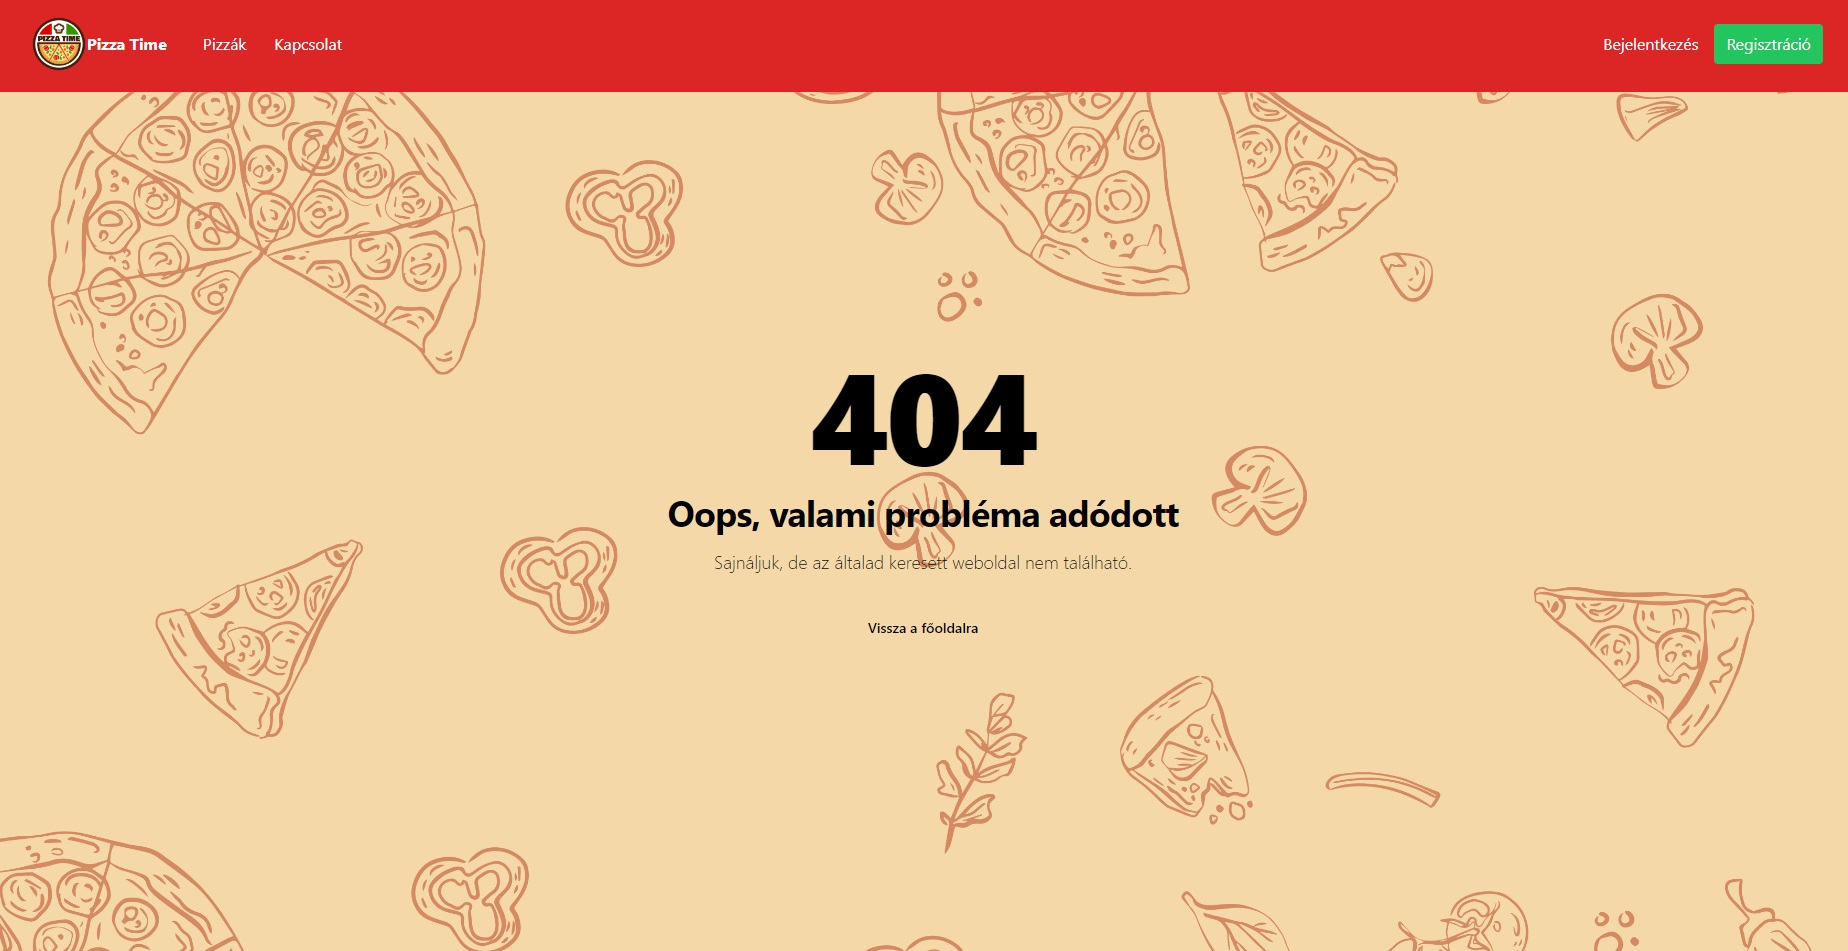 PIZZA TIME
Pizza Time
Pizzák
Kapcsolat
Bejelentkezés
Regisztráció
404
Oops, valami probléma adódott
Sajnáljuk, de az általad keresett weboldal nem található.
Vissza a főoldalra